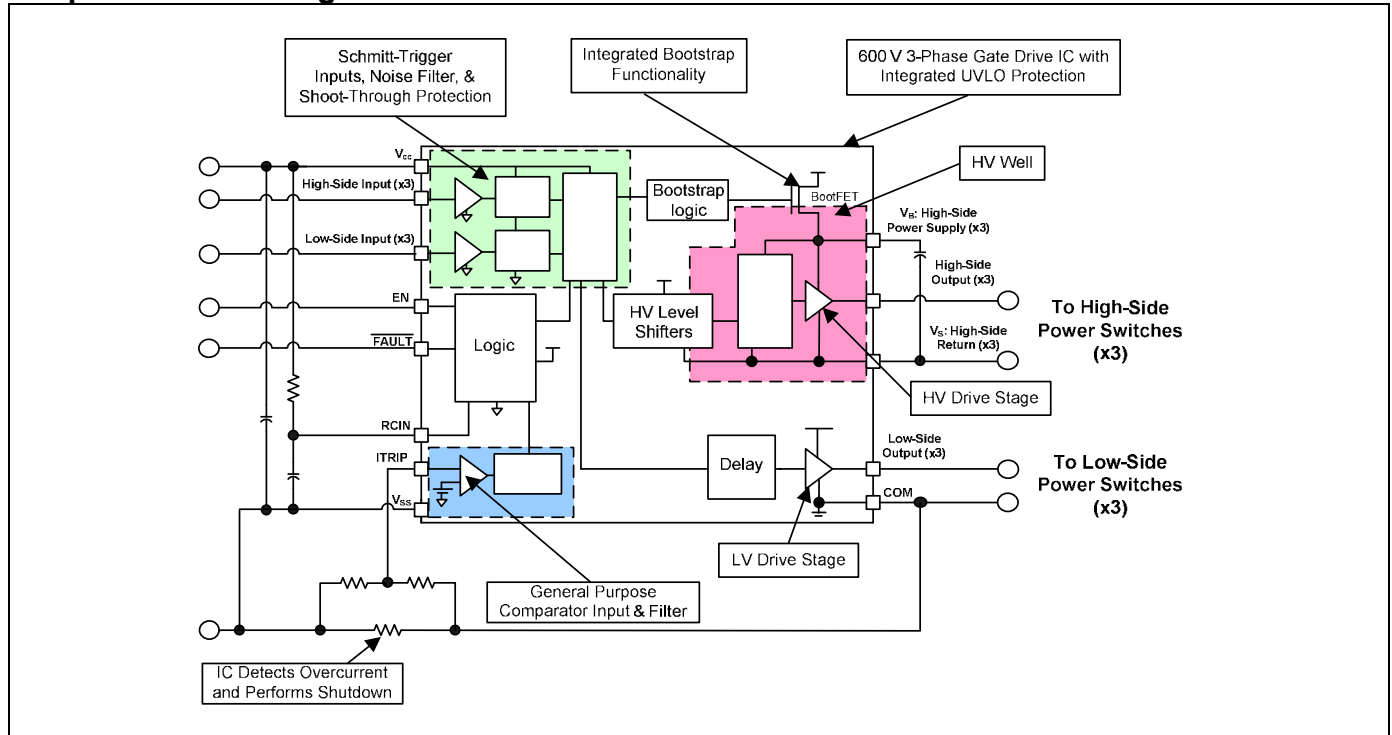 Schmitt-Trigger
Inputs, Noise Filter, &
Shoot-Through Protection
Integrated Bootstrap
Functionality
600 V 3-Phase Gate Drive IC with
Integrated UVLO Protection
HV Well
Vcc
High-Side Input (x3)
Low-Side Input (x3)
EN
FAULT
RCIN
ITRIP
VSS
Bootstrap
logic
BootFET
HV Level
Shifters
Logic
Delay
VB: High-Side
Power Supply (x3)
High-Side
Output (x3)
VS: High-Side
Return (x3)
To High-Side
Power Switches
(x3)
HV Drive Stage
Low-Side
Output (x3)
COM
To Low-Side
Power Switches
(x3)
LV Drive Stage
General Purpose
Comparator Input & Filter
IC Detects Overcurrent
and Performs Shutdown